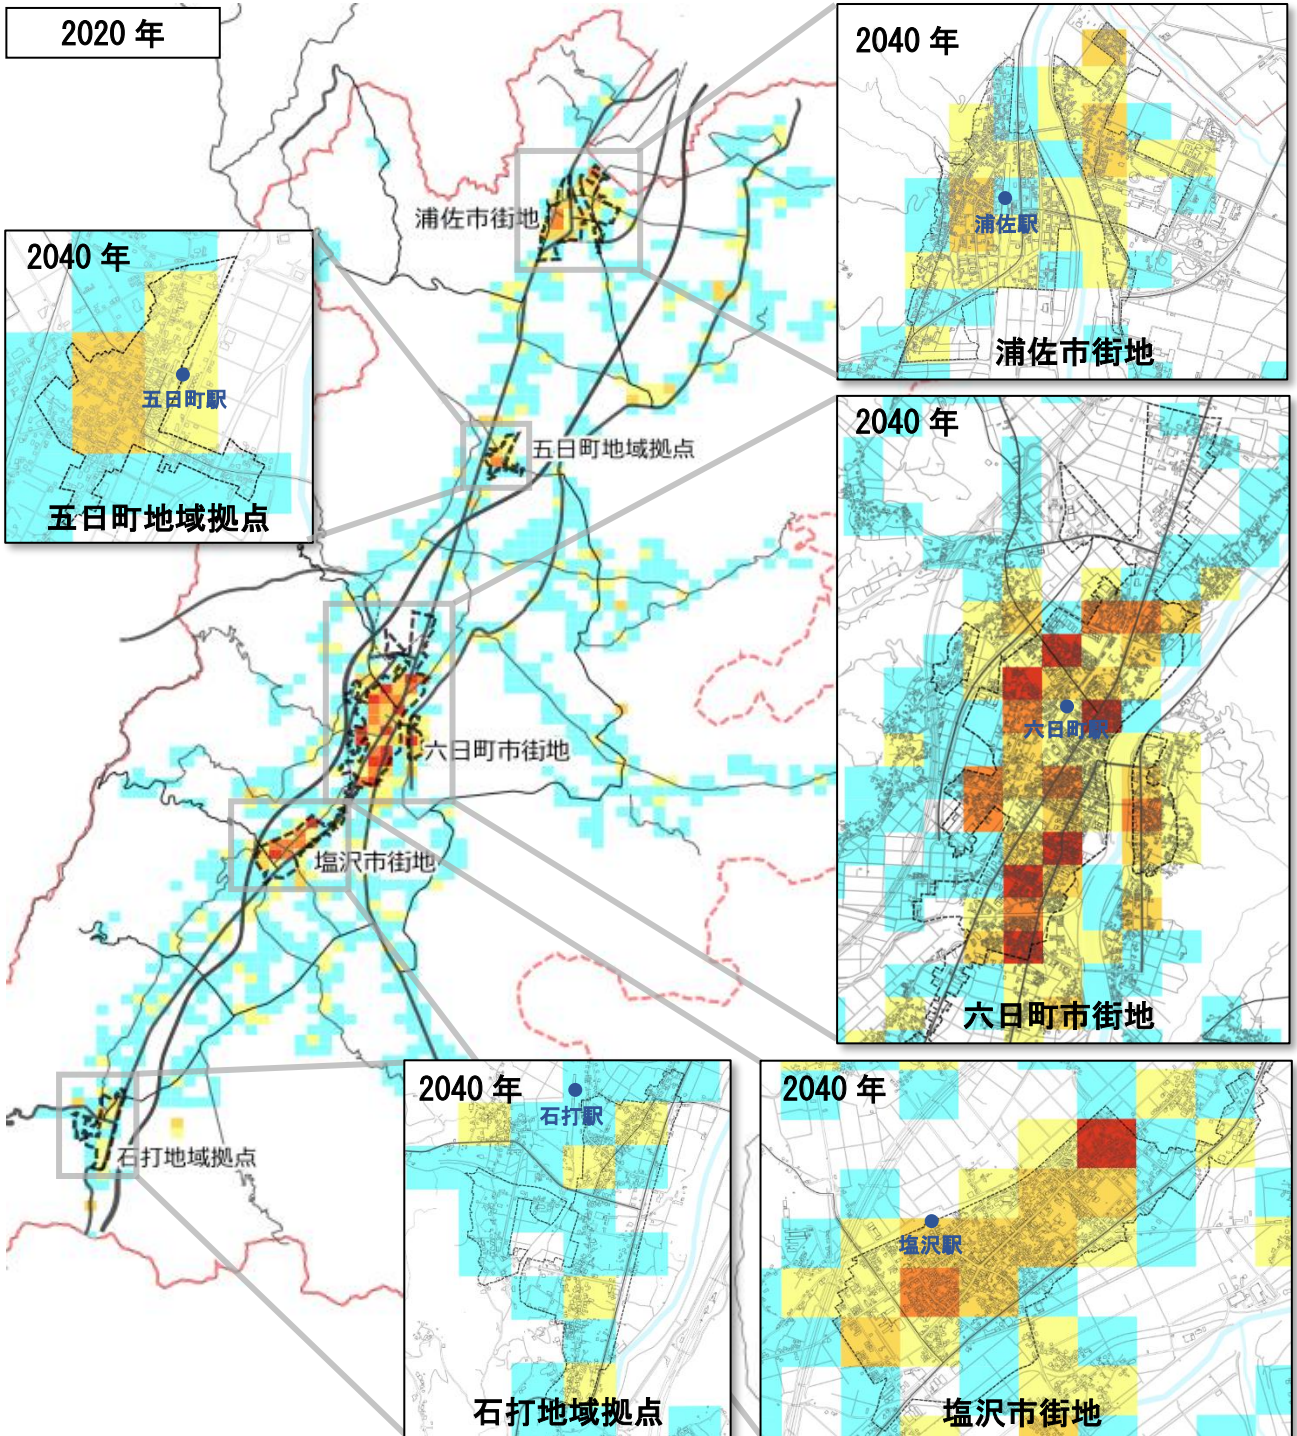 2020 年
浦佐市街地
五日町地域拠点
六日町市街地
塩沢市街地
石打地域拠点
2040 年
浦佐駅
浦佐市街地
2040 年
五日町駅
五日町地域拠点
2040 年
六日町駅
六日町市街地
2040 年
石打駅
石打地域拠点
2040 年
塩沢駅
塩沢市街地